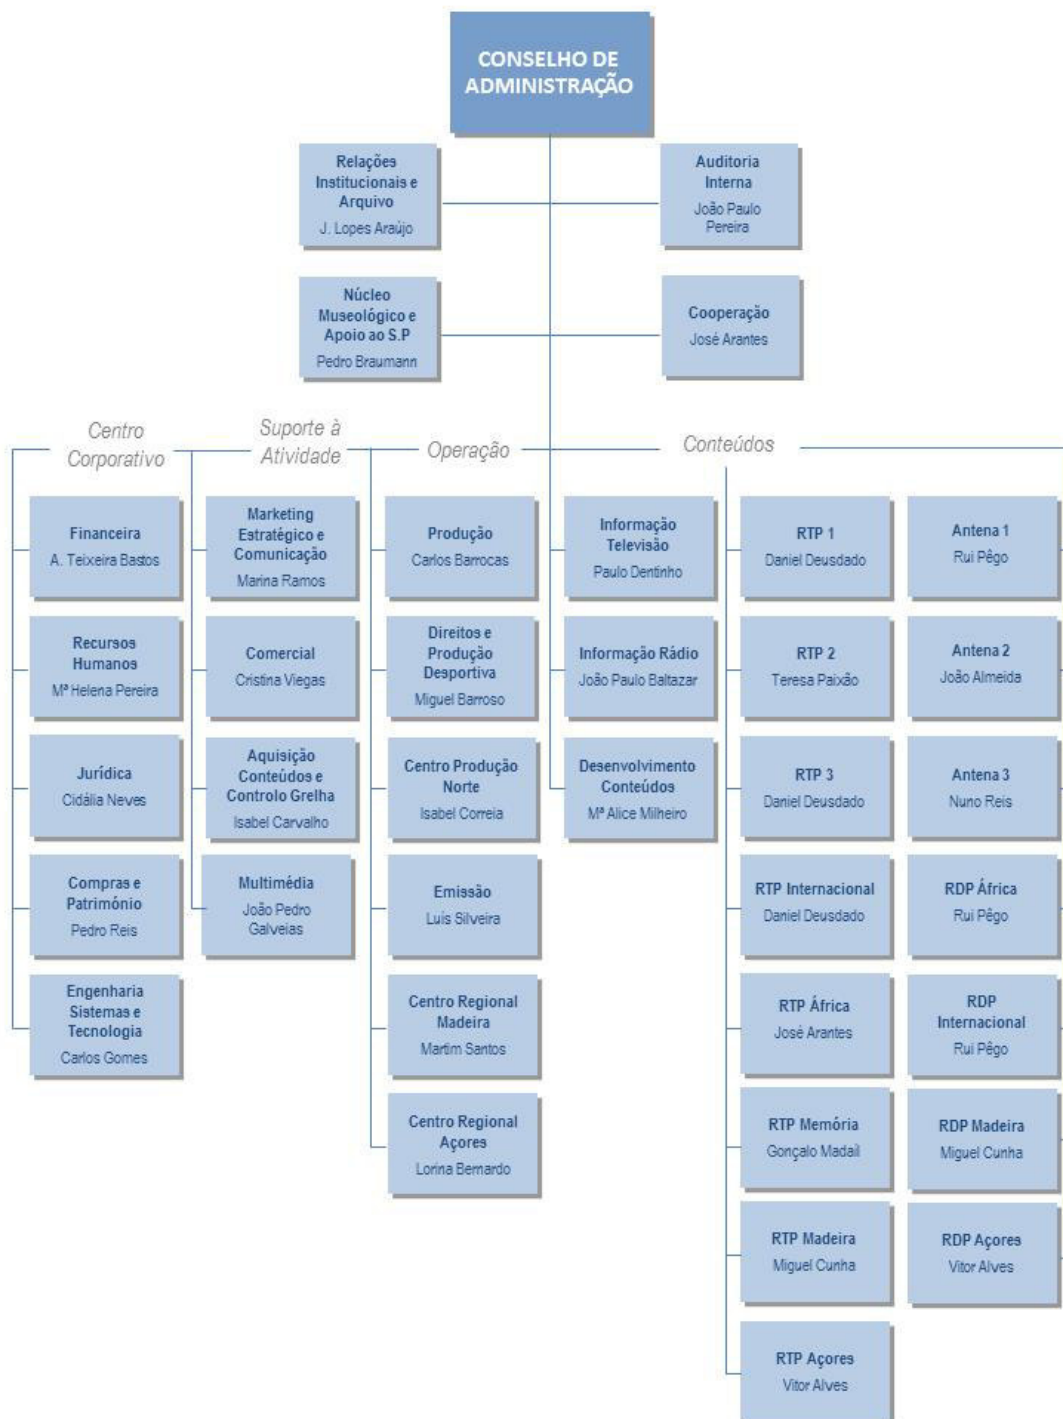 CONSELHO DE
ADMINISTRAÇÃO
Relações
Institucionais e
Arquivo
J. Lopes Araújo
Auditoria
Interna
João Paulo
Pereira
Núcleo
Museológico e
Apoio ao S.P
Pedro Braumann
Cooperação
José Arantes
Centro
Corporativo
Suporte à
Atividade
Operação
Conteúdos
Financeira
A. Teixeira Bastos
Recursos
Humanos
Mª Helena Pereira
Jurídica
Cidália Neves
Compras e
Património
Pedro Reis
Engenharia
Sistemas e
Tecnologia
Carlos Gomes
Marketing
Estratégico e
Comunicação
Marina Ramos
Comercial
Cristina Viegas
Aquisição
Conteúdos e
Controlo Grelha
Isabel Carvalho
Multimédia
João Pedro
Galveias
Produção
Carlos Barrocas
Direitos e
Produção
Desportiva
Miguel Barroso
Centro Produção
Norte
Isabel Correia
Emissão
Luís Silveira
Centro Regional
Madeira
Martim Santos
Centro Regional
Açores
Lorina Bernardo
Informação
Televisão
Paulo Dentinho
Informação Rádio
João Paulo Baltazar
Desenvolvimento
Conteúdos
Mª Alice Milheiro
RTP 1
Daniel Deusdado
RTP 2
Teresa Paixão
RTP 3
Daniel Deusdado
RTP Internacional
Daniel Deusdado
RTP África
José Arantes
RTP Memória
Gonçalo Madail
RTP Madeira
Miguel Cunha
RTP Açores
Vitor Alves
Antena 1
Rui Pêgo
Antena 2
João Almeida
Antena 3
Nuno Reis
RDP África
Rui Pêgo
RDP
Internacional
Rui Pêgo
RDP Madeira
Miguel Cunha
RDP Açores
Vitor Alves